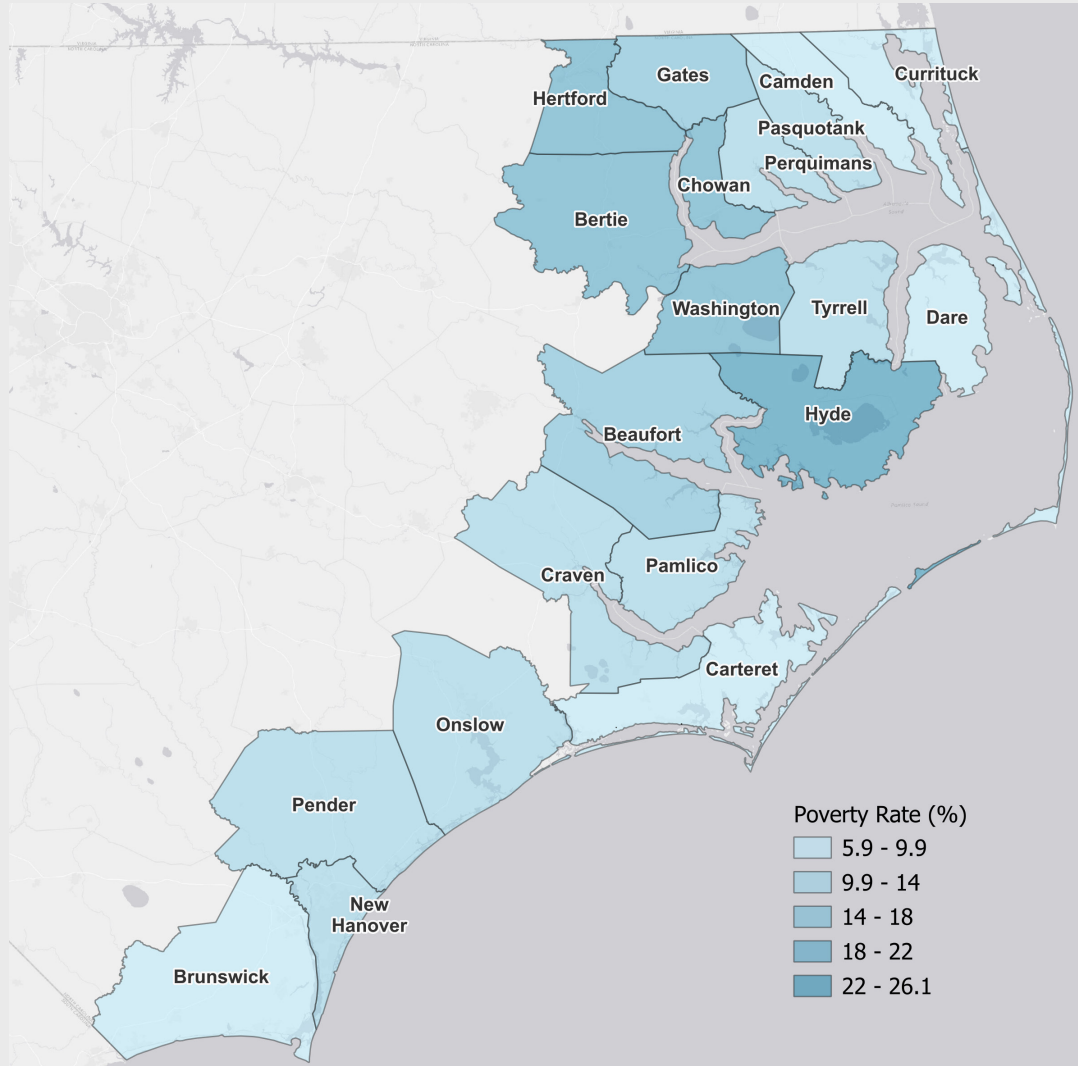 Currituck
Gates
Camden
Hertford
Pasquotank
Perquimans
Chowan
Bertie
Washington
Tyrrell
Dare
Hyde
Beaufort
Pamlico
Craven
Carteret
Onslow
Pender
New
Hanover
Brunswick
Poverty Rate (%)
5.9 - 9.9
9.9 - 14
14 - 18
18 - 22
22 - 26.1